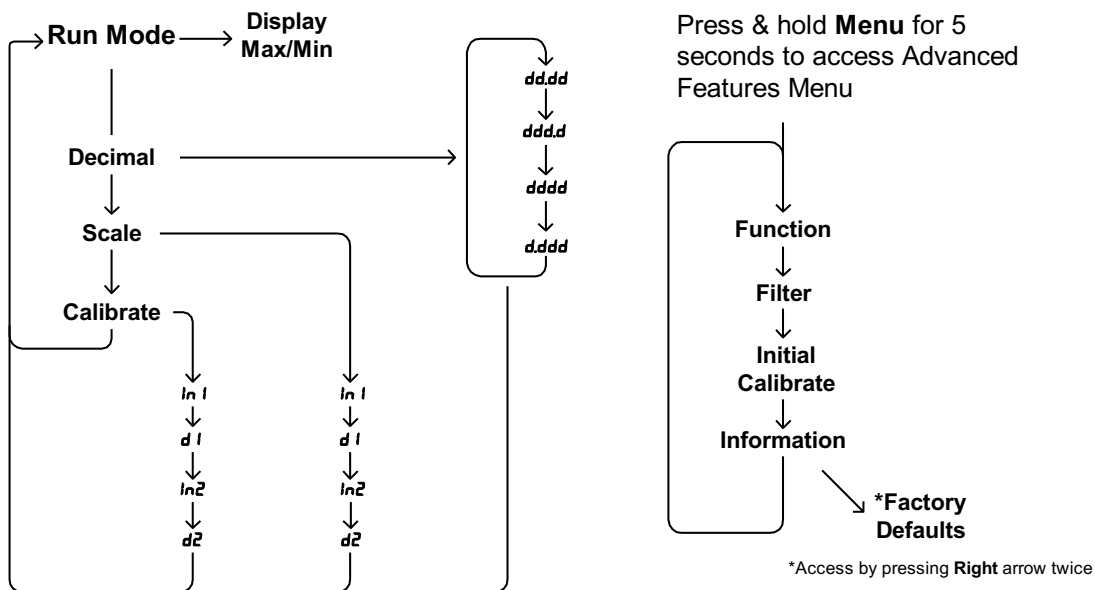 Run Mode
Display
Max/Min
Decimal
Scale
Calibrate
In 1
d 1
In2
d2
In 1
d 1
In2
d2
dd.dd
ddd.d
dddd
d.ddd
Press & hold Menu for 5
seconds to access Advanced
Features Menu
Function
Filter
Initial
Calibrate
Information
*Factory
Defaults
*Access by pressing Right arrow twice